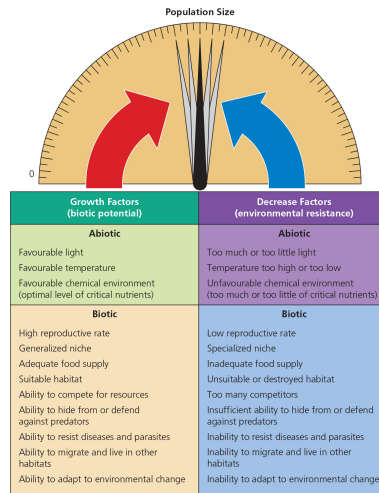 Population Size
0
Growth Factors
(biotic potential)
Decrease Factors
(environmental resistance)
Abiotic
Favourable light
Favourable temperature
Favourable chemical environment
(optimal level of critical nutrients)
Abiotic
Too much or too little light
Temperature too high or too low
Unfavourable chemical environment
(too much or too little of critical nutrients)
Biotic
High reproductive rate
Generalized niche
Adequate food supply
Suitable habitat
Ability to compete for resources
Ability to hide from or defend
against predators
Ability to resist diseases and parasites
Ability to migrate and live in other
habitats
Ability to adapt to environmental change
Biotic
Low reproductive rate
Specialized niche
Inadequate food supply
Unsuitable or destroyed habitat
Too many competitors
Insufficient ability to hide from or defend
against predators
Inability to resist diseases and parasites
Inability to migrate and live in other
habitats
Inability to adapt to environmental change